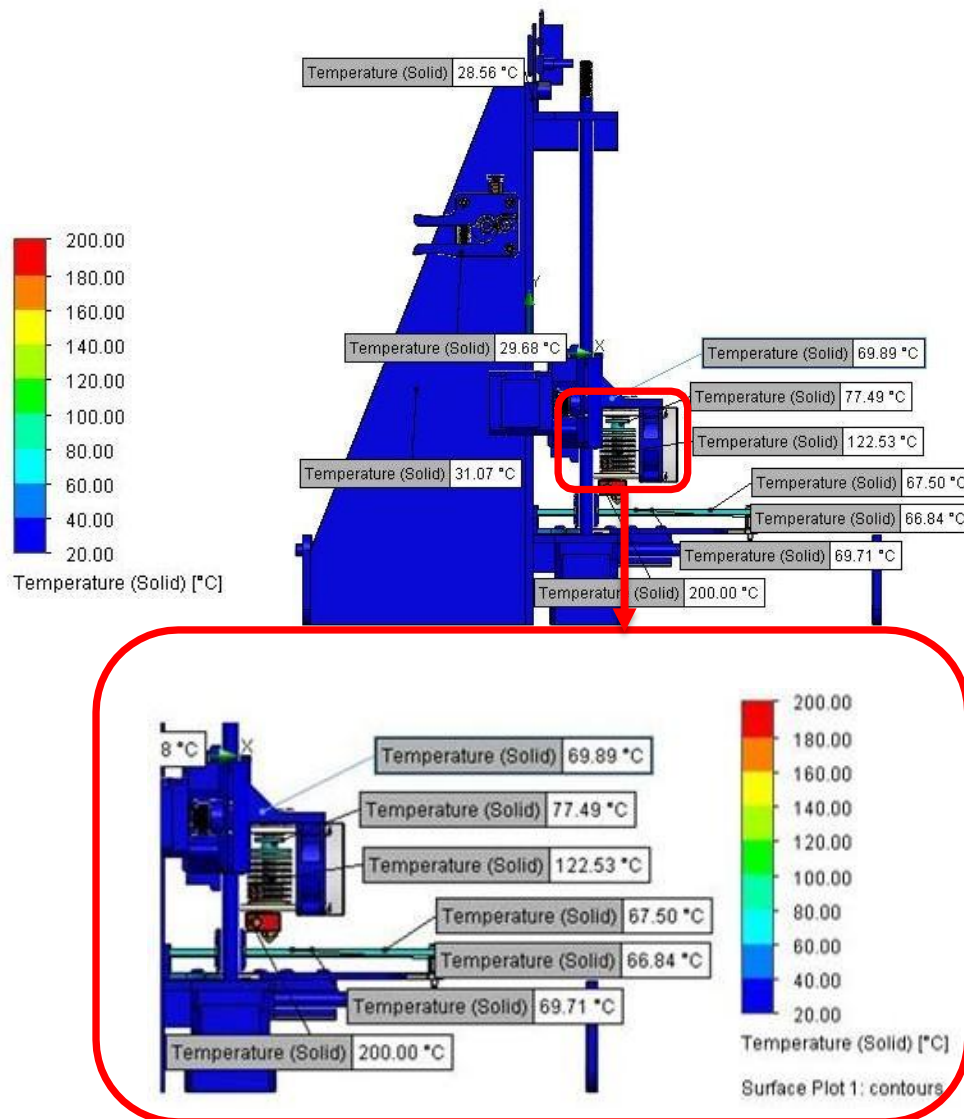 Temperature (Solid) 28.56 °C
200.00
180.00
160.00
140.00
120.00
100.00
80.00
60.00
40.00
20.00
Temperature (Solid) [°C]
Y
Temperature (Solid) 29.68 °C
X
Temperature (Solid) 69.89 °C
Temperature (Solid) 77.49 °C
Temperature (Solid) 122.53 °C
Temperature (Solid) 31.07 °C
Temperature (Solid) 67.50 °C
Temperature (Solid) 66.84 °C
Temperature (Solid) 69.71 °C
Temperature (Solid) 200.00 °C
8 °C
X
Temperature (Solid) 69.89 °C
Temperature (Solid) 77.49 °C
Temperature (Solid) 122.53 °C
Temperature (Solid) 67.50 °C
Temperature (Solid) 66.84 °C
Temperature (Solid) 69.71 °C
Temperature (Solid) 200.00 °C
200.00
180.00
160.00
140.00
120.00
100.00
80.00
60.00
40.00
20.00
Temperature (Solid) [°C]
Surface Plot 1: contours